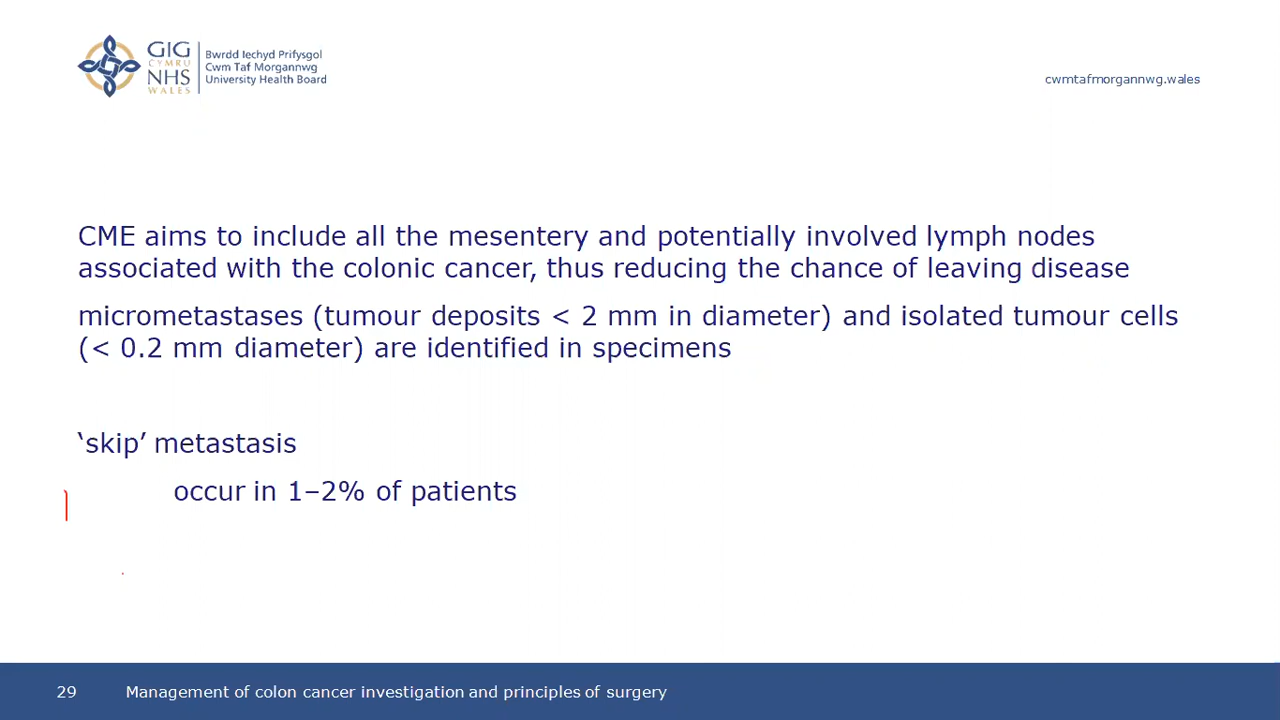 GIG
CYMRU
NHS
WALES
Bwrdd Iechyd Prifysgol
Cwm Taf Morgannwg
University Health Board
cwmtafmorgannwg.wales
CME aims to include all the mesentery and potentially involved lymph nodes
associated with the colonic cancer, thus reducing the chance of leaving disease
micrometastases (tumour deposits < 2 mm in diameter) and isolated tumour cells
(< 0.2 mm diameter) are identified in specimens
‘skip’ metastasis
occur in 1–2% of patients
29 Management of colon cancer investigation and principles of surgery